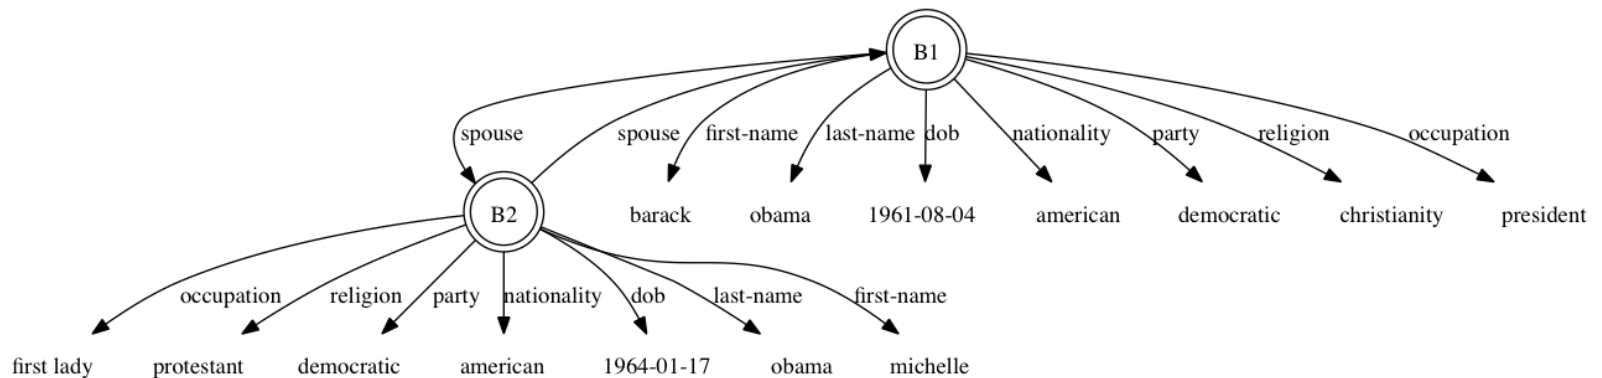 B1
spouse spouse first-name last-name dob nationality party religion occupation
B2 barack obama 1961-08-04 american democratic christianity president
occupation religion party nationality dob last-name first-name
first lady protestant democratic american 1964-01-17 obama michelle